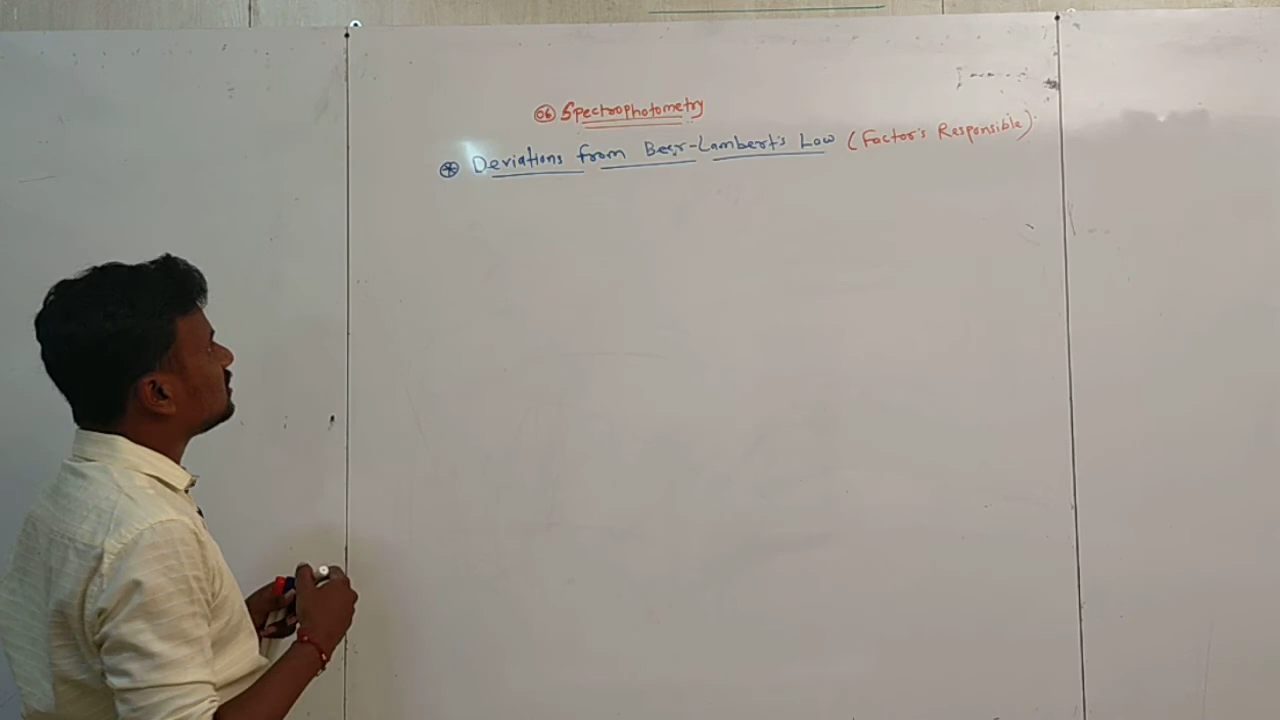 06 Spectrophotometry
Deviations from Beer-Lambert's Low (Factor's Responsible)